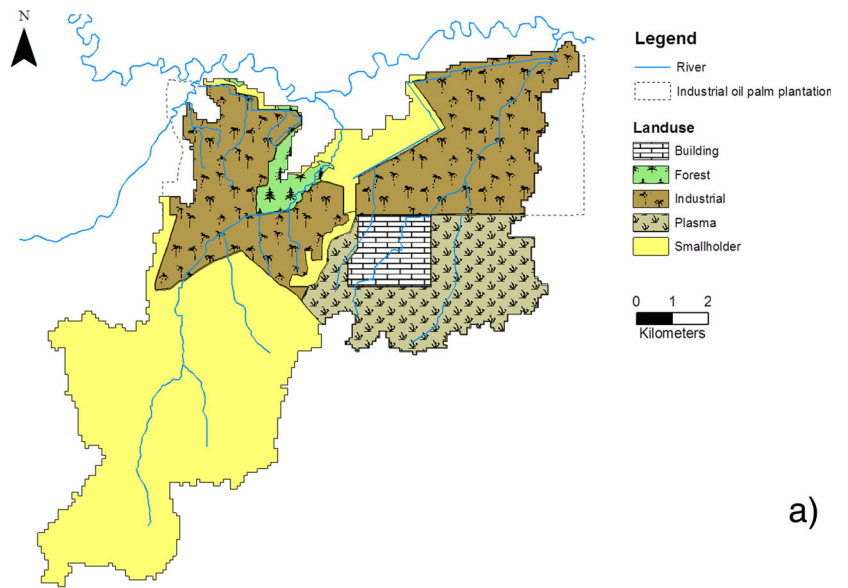 N
Legend
River
Industrial oil palm plantation
Landuse
Building
Forest
Industrial
Plasma
Smallholder
0 1 2
Kilometers
a)